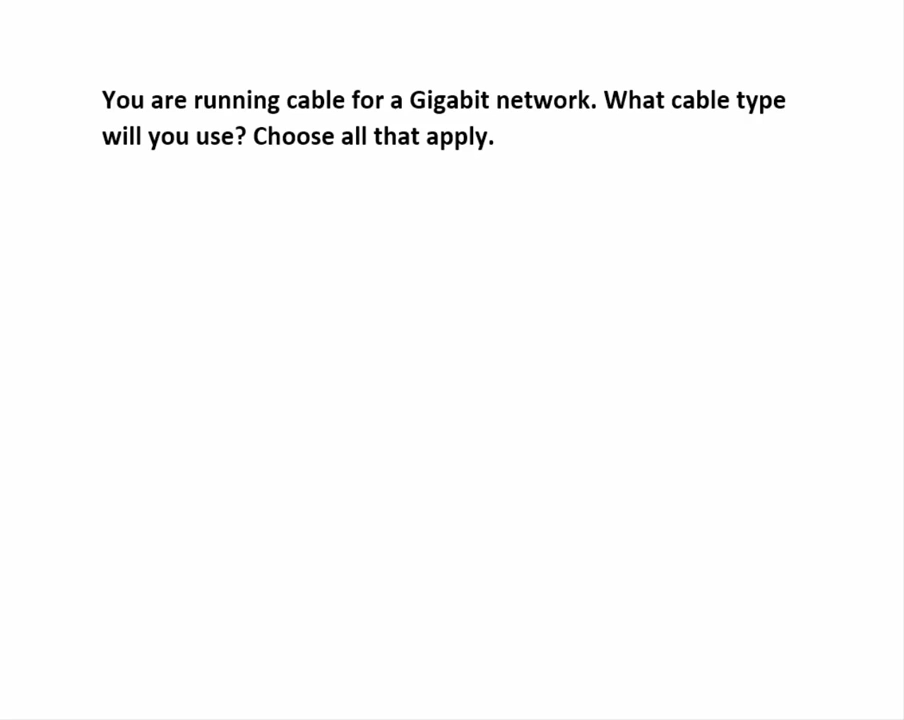 You are running cable for a Gigabit network. What cable type
will you use? Choose all that apply.